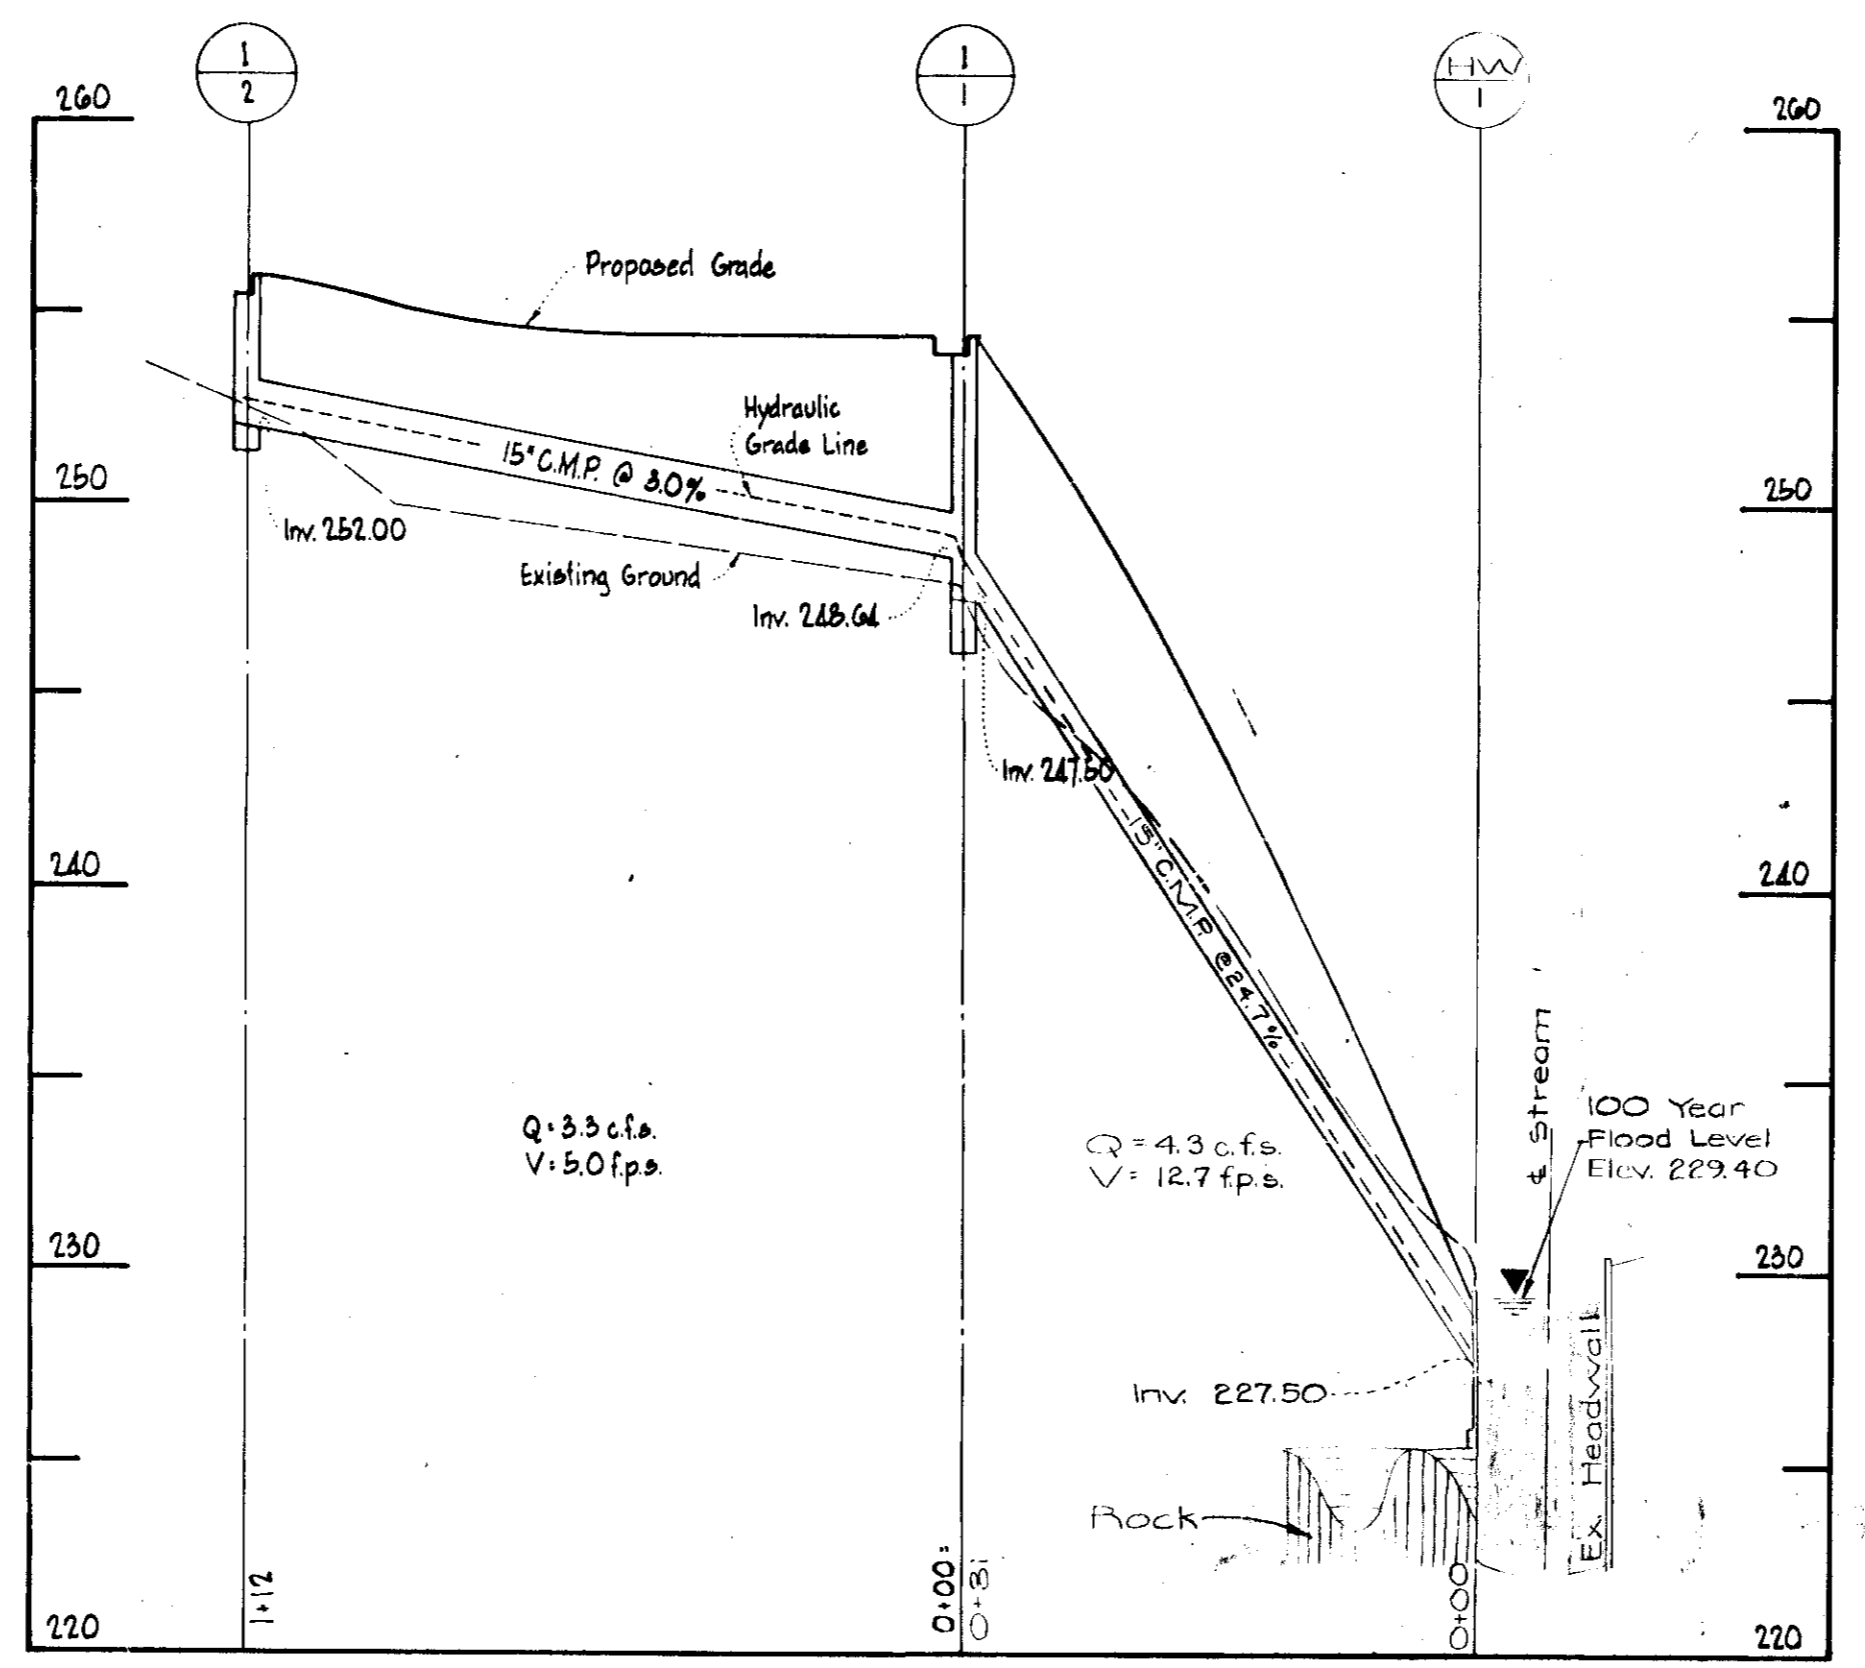 1
2
1
1
HW
1
260
260
Proposed Grade
Hydraulic
Grade Line
15" C.M.P. @ 3.0%
250
250
Inv. 252.00
Existing Ground
Inv. 248.64
Inv. 247.50
15" C.M.P. @ 24.7%
240
240
Q = 3.3 c.f.s.
V = 5.0 f.p.s.
Q = 4.3 c.f.s.
V = 12.7 f.p.s.
℄ Stream
100 Year
Flood Level
Elev. 229.40
230
230
Inv. 227.50
Ex. Headwall
Rock
1+12
0+00 =
0+81
0+00
220
220